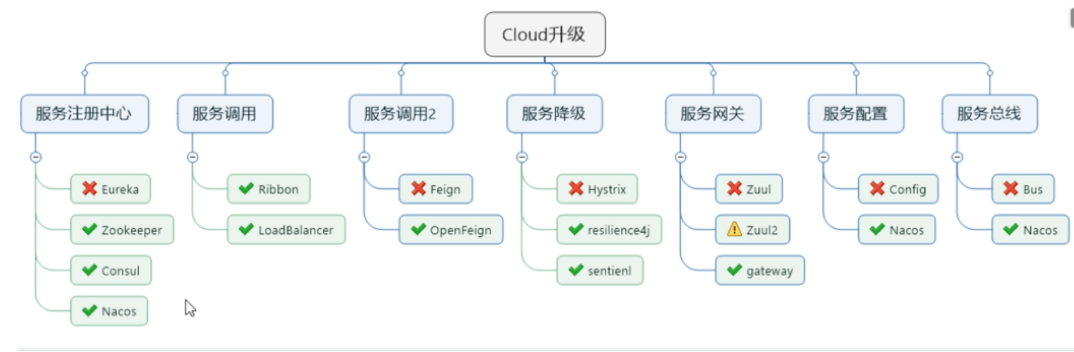 Cloud升级
服务注册中心
服务调用
服务调用2
服务降级
服务网关
服务配置
服务总线
Eureka
Zookeeper
Consul
Nacos
Ribbon
LoadBalancer
Feign
OpenFeign
Hystrix
resilience4j
sentienl
Zuul
Zuul2
gateway
Config
Nacos
Bus
Nacos